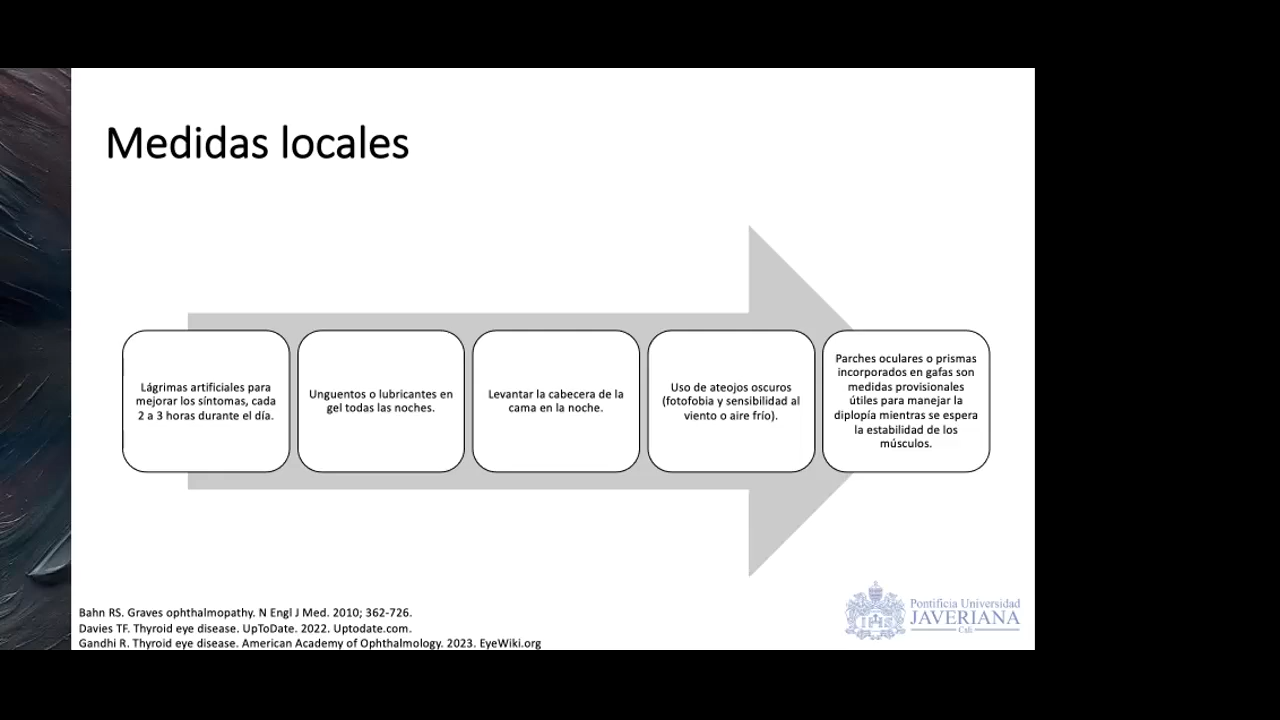 Medidas locales
Lágrimas artificiales para
mejorar los síntomas, cada
2 a 3 horas durante el día.
Unguentos o lubricantes en
gel todas las noches.
Levantar la cabecera de la
cama en la noche.
Uso de ateojos oscuros
(fotofobia y sensibilidad al
viento o aire frío).
Parches oculares o prismas
incorporados en gafas son
medidas provisionales
útiles para manejar la
diplopía mientras se espera
la estabilidad de los
músculos.
Bahn RS. Graves ophthalmopathy. N Engl J Med. 2010; 362-726.
Davies TF. Thyroid eye disease. UpToDate. 2022. Uptodate.com.
Gandhi R. Thyroid eye disease. American Academy of Ophthalmology. 2023. EyeWiki.org
IHS
Pontificia Universidad
JAVERIANA
Cali